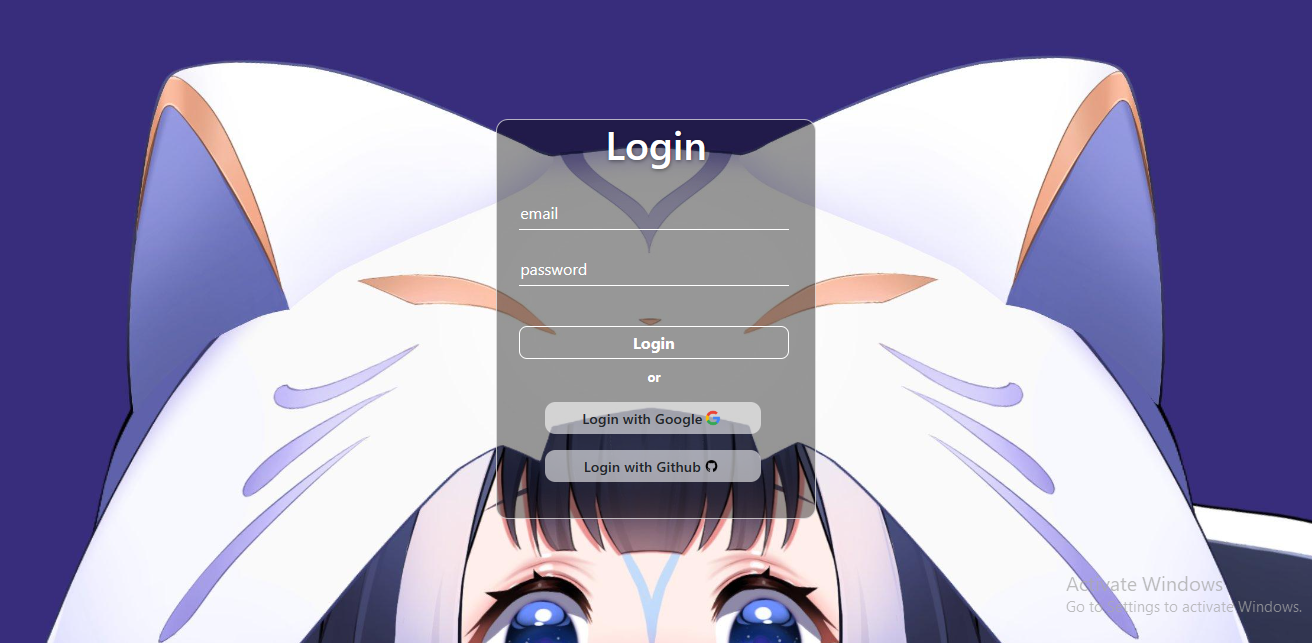 Login
email
password
Login
or
Login with Google
Login with Github
Activate Windows
Go to Settings to activate Windows.